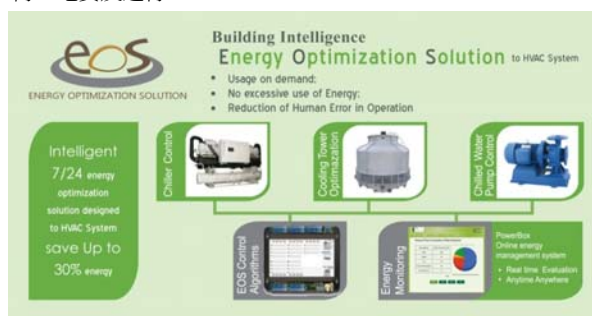 Building Intelligence
eos
Energy Optimization Solution to HVAC System
ENERGY OPTIMIZATION SOLUTION
• Usage on demand;
• No excessive use of Energy;
• Reduction of Human Error in Operation
Intelligent
7/24 energy
optimization
solution designed
to HVAC System
save Up to
30% energy
Chiller Control
Cooling Tower
Optimazation
Chilled Water
Pump Control
EOS Control
Algorithms
Energy
Monitoring
PowerBox
Online energy
management system
• Real time Evaluation
• Anytime Anywhere